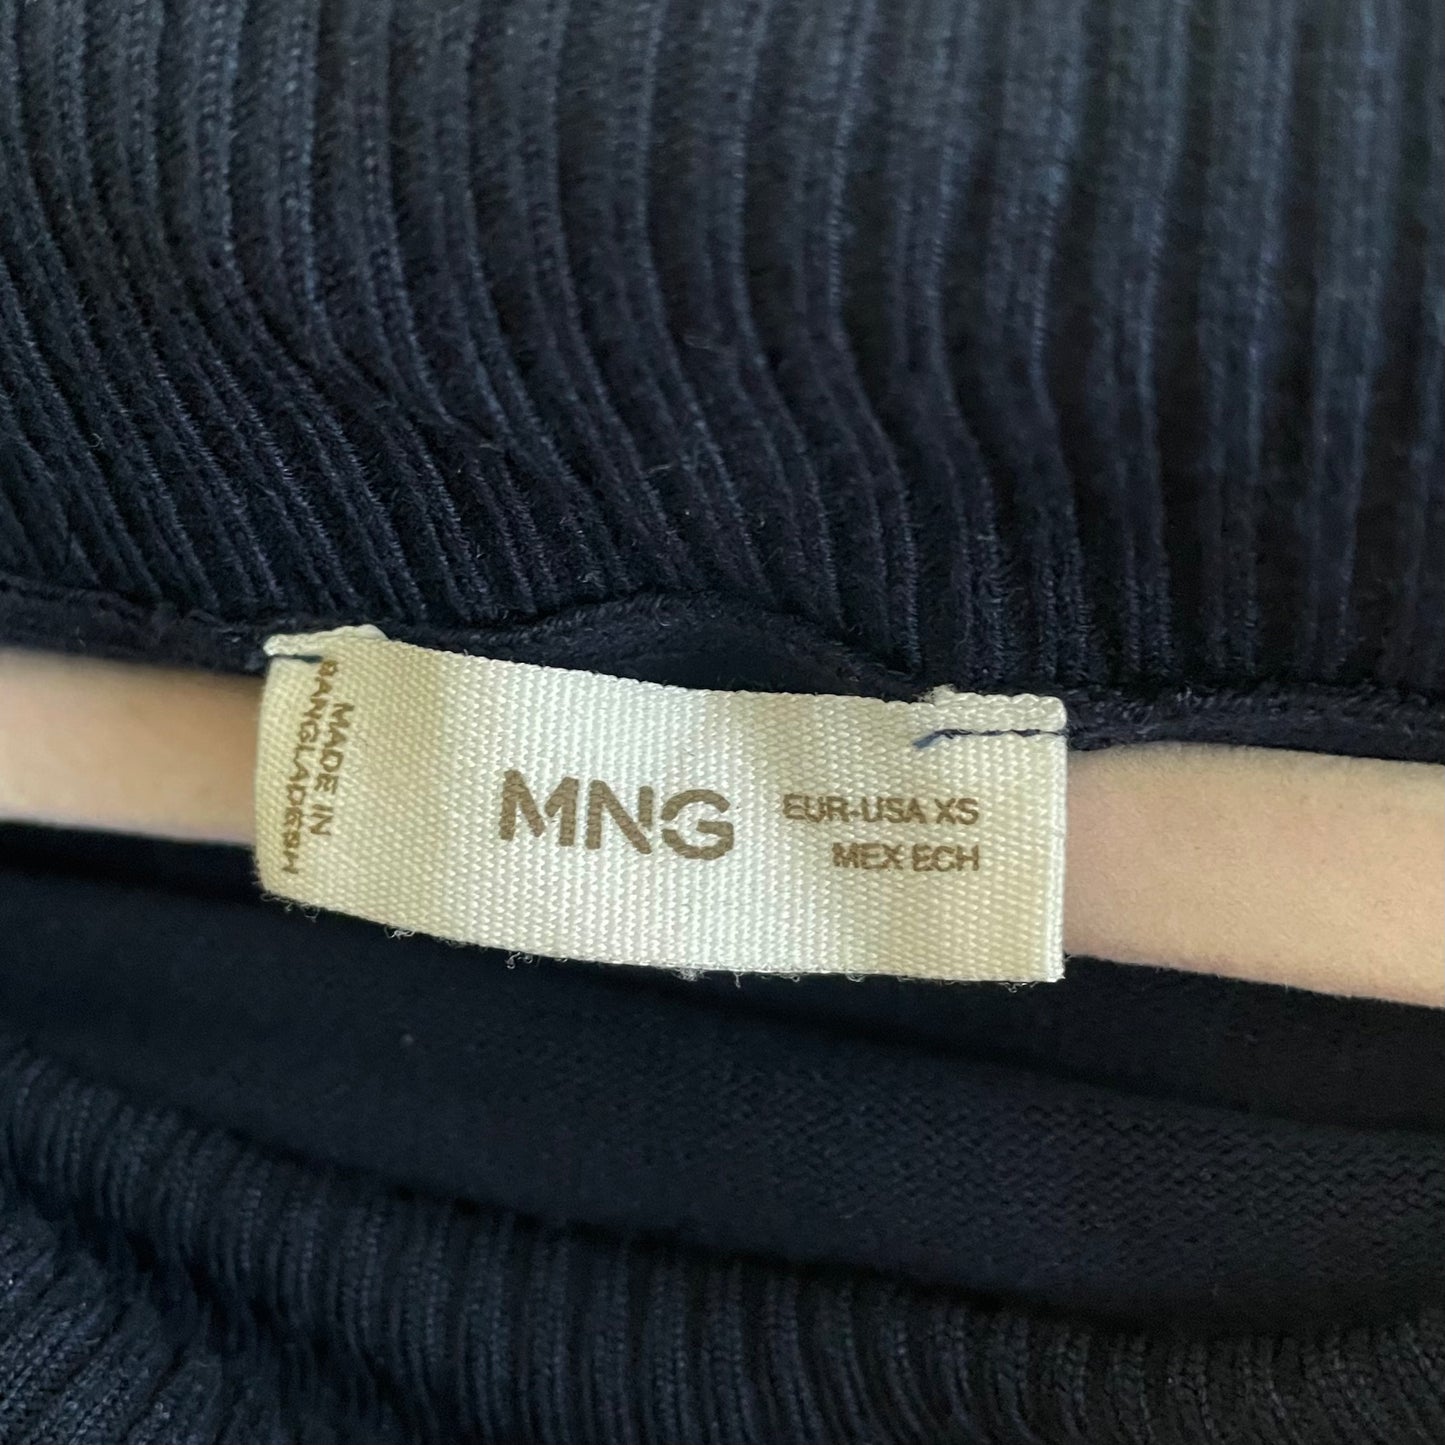 MADE IN
BANGLADESH
MNG
EUR-USA XS
MEX ECH